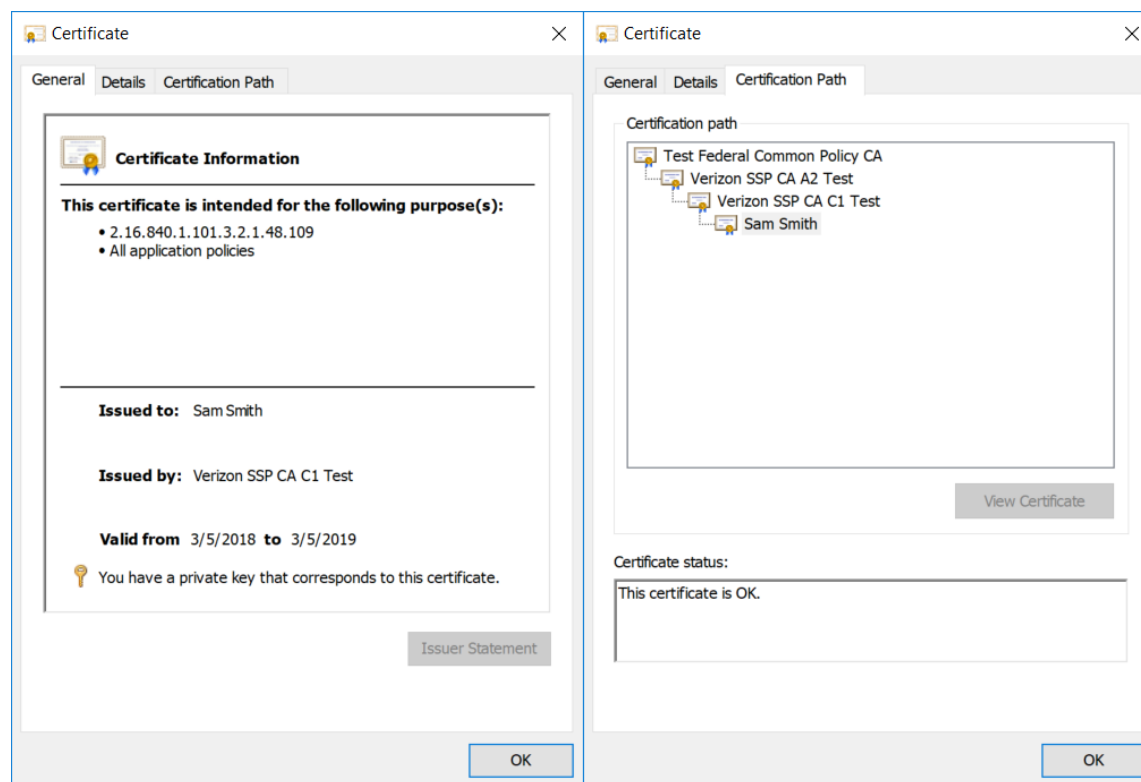 Certificate
General Details Certification Path
Certificate Information
This certificate is intended for the following purpose(s):
• 2.16.840.1.101.3.2.1.48.109
• All application policies
Issued to: Sam Smith
Issued by: Verizon SSP CA C1 Test
Valid from 3/5/2018 to 3/5/2019
You have a private key that corresponds to this certificate.
Issuer Statement
OK
Certificate
General Details Certification Path
Certification path
Test Federal Common Policy CA
Verizon SSP CA A2 Test
Verizon SSP CA C1 Test
Sam Smith
View Certificate
Certificate status:
This certificate is OK.
OK